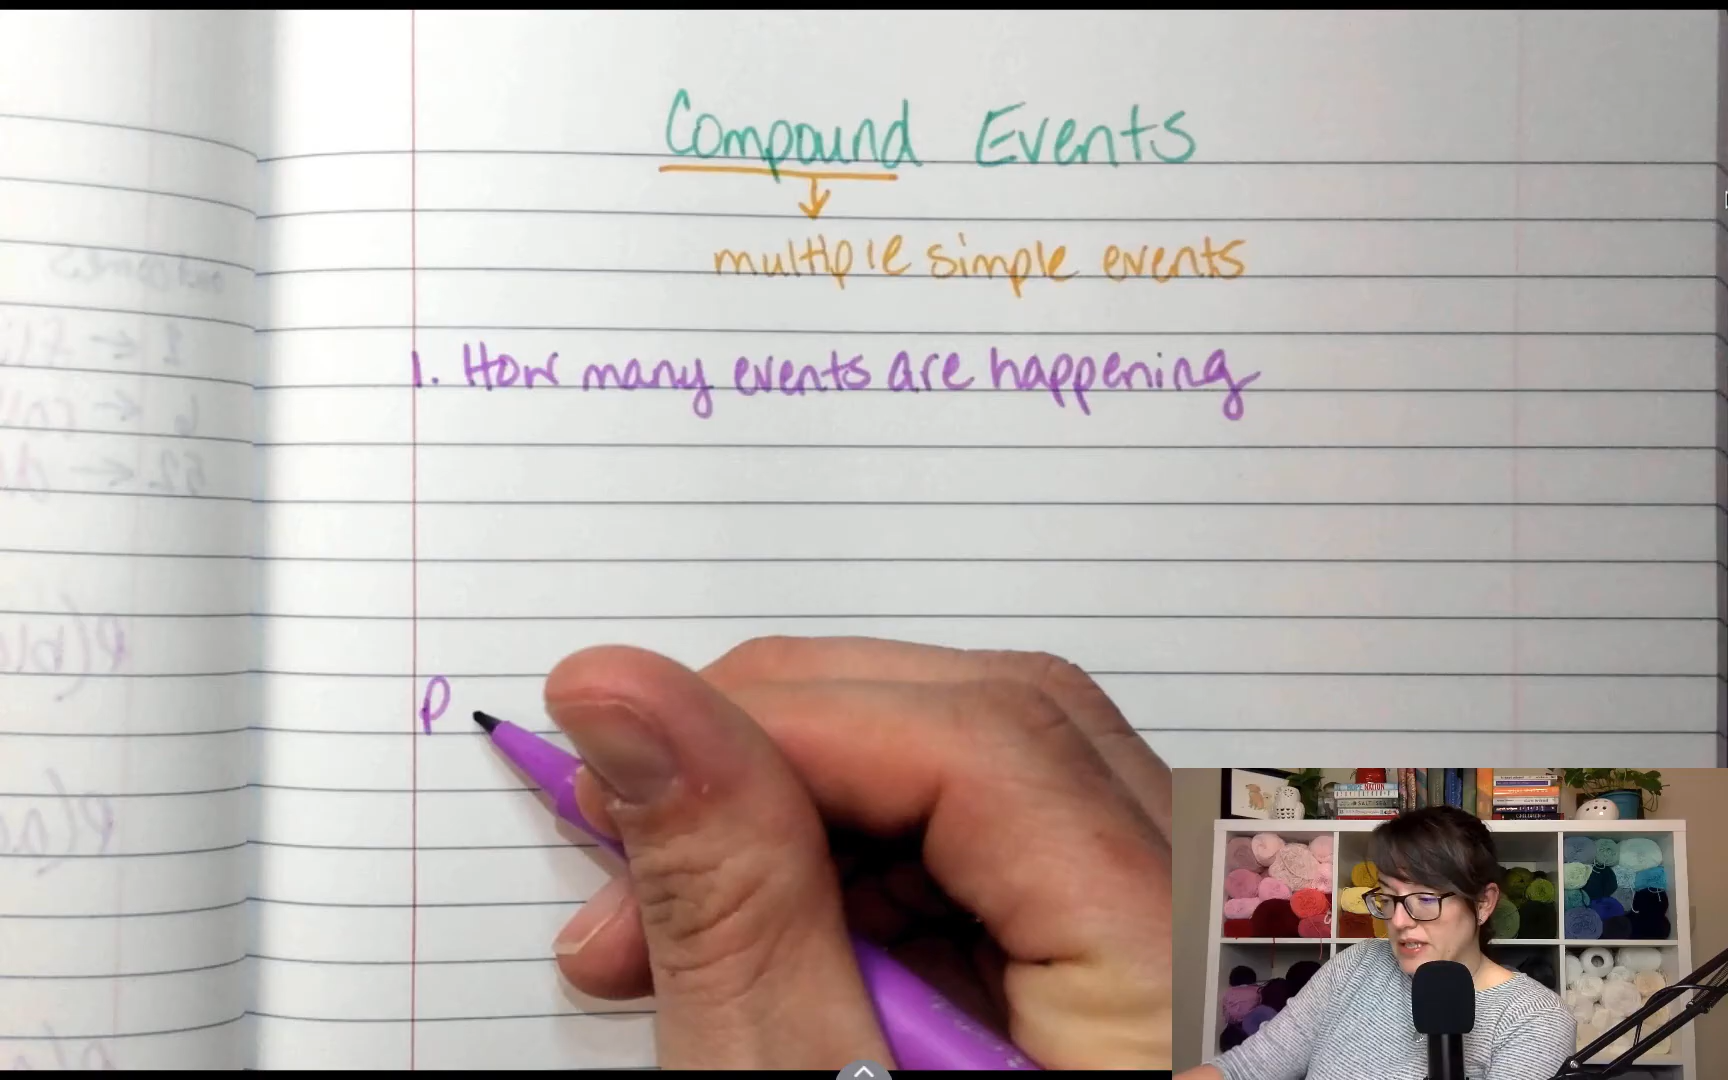 Compound Events
multiple simple events
1. How many events are happening
P